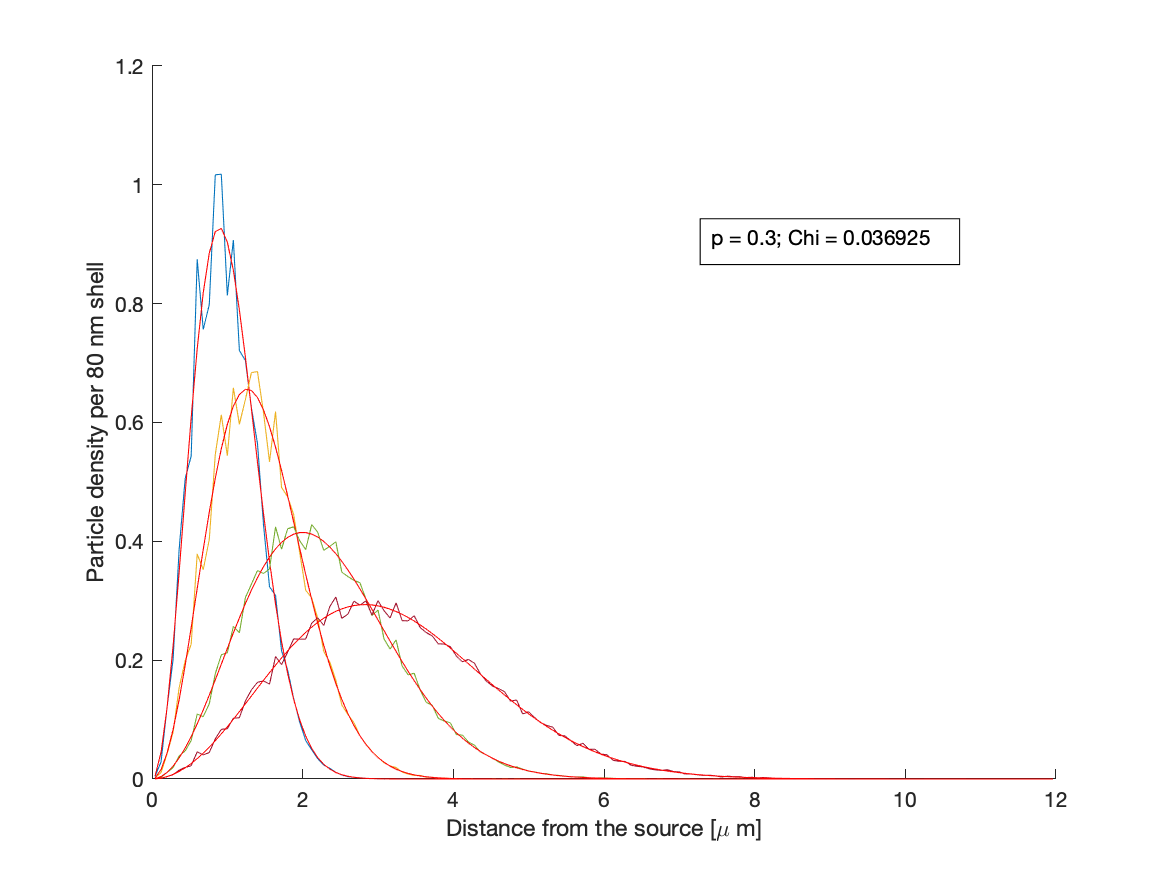 1.2
1
0.8
0.6
0.4
0.2
0
Particle density per 80 nm shell
p = 0.3; Chi = 0.036925
0 2 4 6 8 10 12
Distance from the source [μ m]